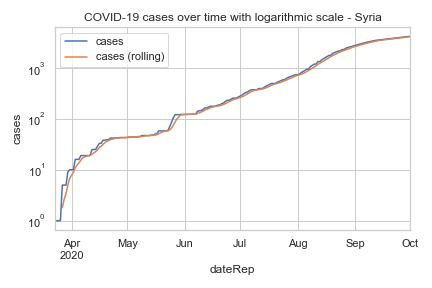 COVID-19 cases over time with logarithmic scale - Syria
cases
cases (rolling)
10³
10²
10¹
10⁰
cases
Apr May Jun Jul Aug Sep Oct
2020
dateRep